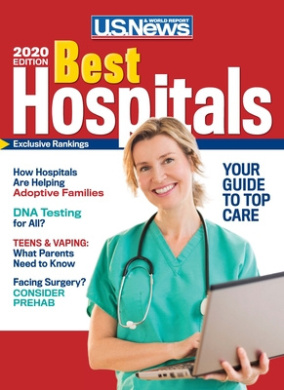 U.S.News
& WORLD REPORT
2020
EDITION
Best
Hospitals
Exclusive Rankings
How Hospitals
Are Helping
Adoptive Families
DNA Testing
for All?
TEENS & VAPING:
What Parents
Need to Know
Facing Surgery?
CONSIDER
PREHAB
YOUR
GUIDE TO
TOP
CARE